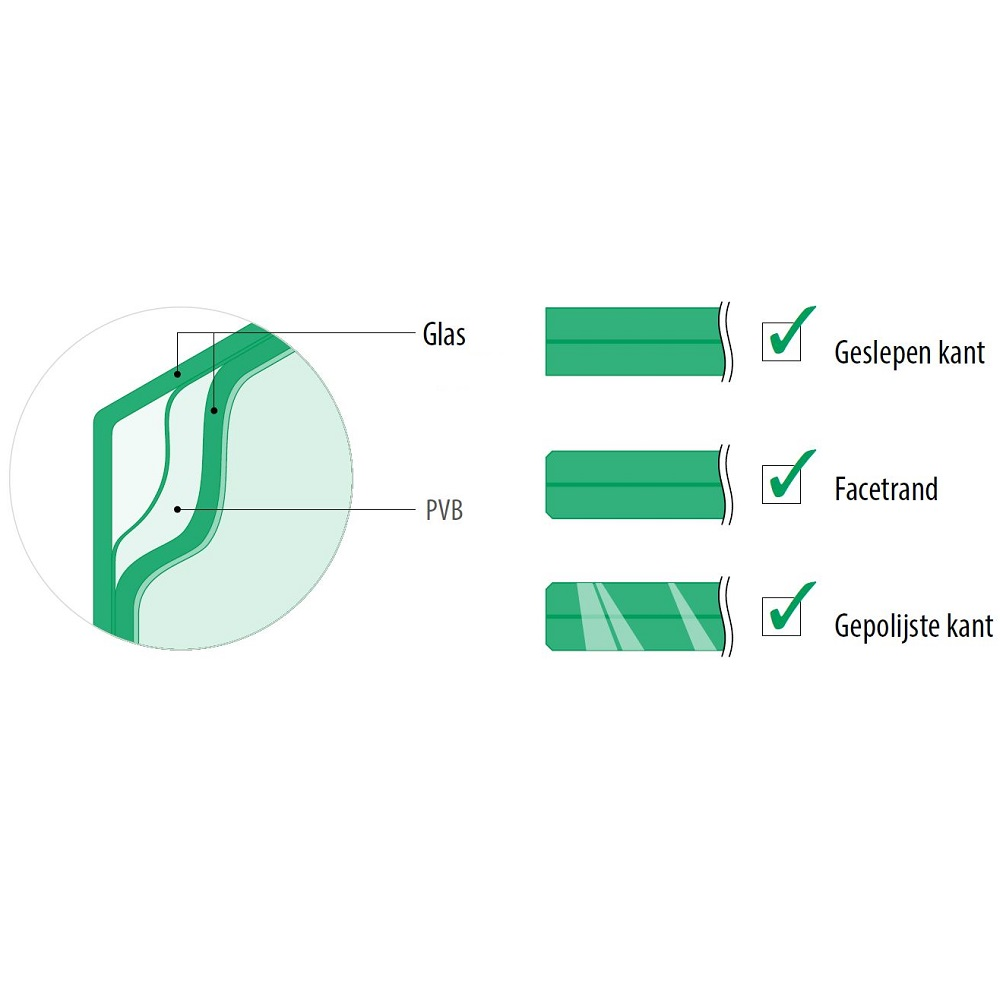 Glas
PVB
Geslepen kant
Facetrand
Gepolijste kant